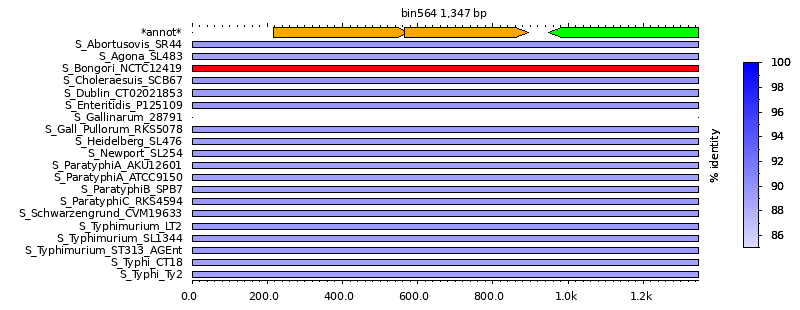 bin564 1,347 bp
*annot*
S_Abortusovis_SR44
S_Agona_SL483
S_Bongori_NCTC12419
S_Choleraesuis_SCB67
S_Dublin_CT02021853
S_Enteritidis_P125109
S_Gallinarum_28791
S_Gall_Pullorum_RKS5078
S_Heidelberg_SL476
S_Newport_SL254
S_ParatyphiA_AKU12601
S_ParatyphiA_ATCC9150
S_ParatyphiB_SPB7
S_ParatyphiC_RKS4594
S_Schwarzengrund_CVM19633
S_Typhimurium_LT2
S_Typhimurium_SL1344
S_Typhimurium_ST313_AGEnt
S_Typhi_CT18
S_Typhi_Ty2
0.0 200.0 400.0 600.0 800.0 1.0k 1.2k
100
98
96
94
92
90
88
86
% identity